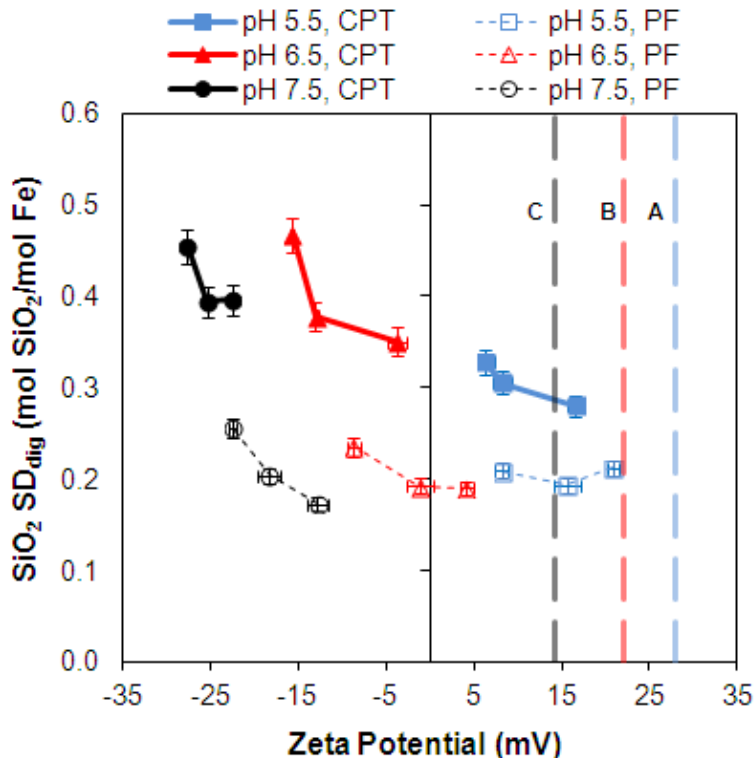 pH 5.5, CPT pH 5.5, PF
pH 6.5, CPT pH 6.5, PF
pH 7.5, CPT pH 7.5, PF
0.6
0.5
0.4
0.3
0.2
0.1
0.0
SiO₂ SD_dig (mol SiO₂/mol Fe)
C B A
-35 -25 -15 -5 5 15 25 35
Zeta Potential (mV)